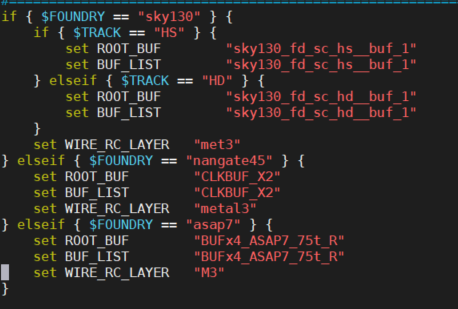 #================================================================
if { $FOUNDRY == "sky130" } {
    if { $TRACK == "HS" } {
        set ROOT_BUF        "sky130_fd_sc_hs__buf_1"
        set BUF_LIST        "sky130_fd_sc_hs__buf_1"
    } elseif { $TRACK == "HD" } {
        set ROOT_BUF        "sky130_fd_sc_hd__buf_1"
        set BUF_LIST        "sky130_fd_sc_hd__buf_1"
    }
    set WIRE_RC_LAYER   "met3"
} elseif { $FOUNDRY == "nangate45" } {
    set ROOT_BUF        "CLKBUF_X2"
    set BUF_LIST        "CLKBUF_X2"
    set WIRE_RC_LAYER   "metal3"
} elseif { $FOUNDRY == "asap7" } {
    set ROOT_BUF        "BUFx4_ASAP7_75t_R"
    set BUF_LIST        "BUFx4_ASAP7_75t_R"
    set WIRE_RC_LAYER   "M3"
}